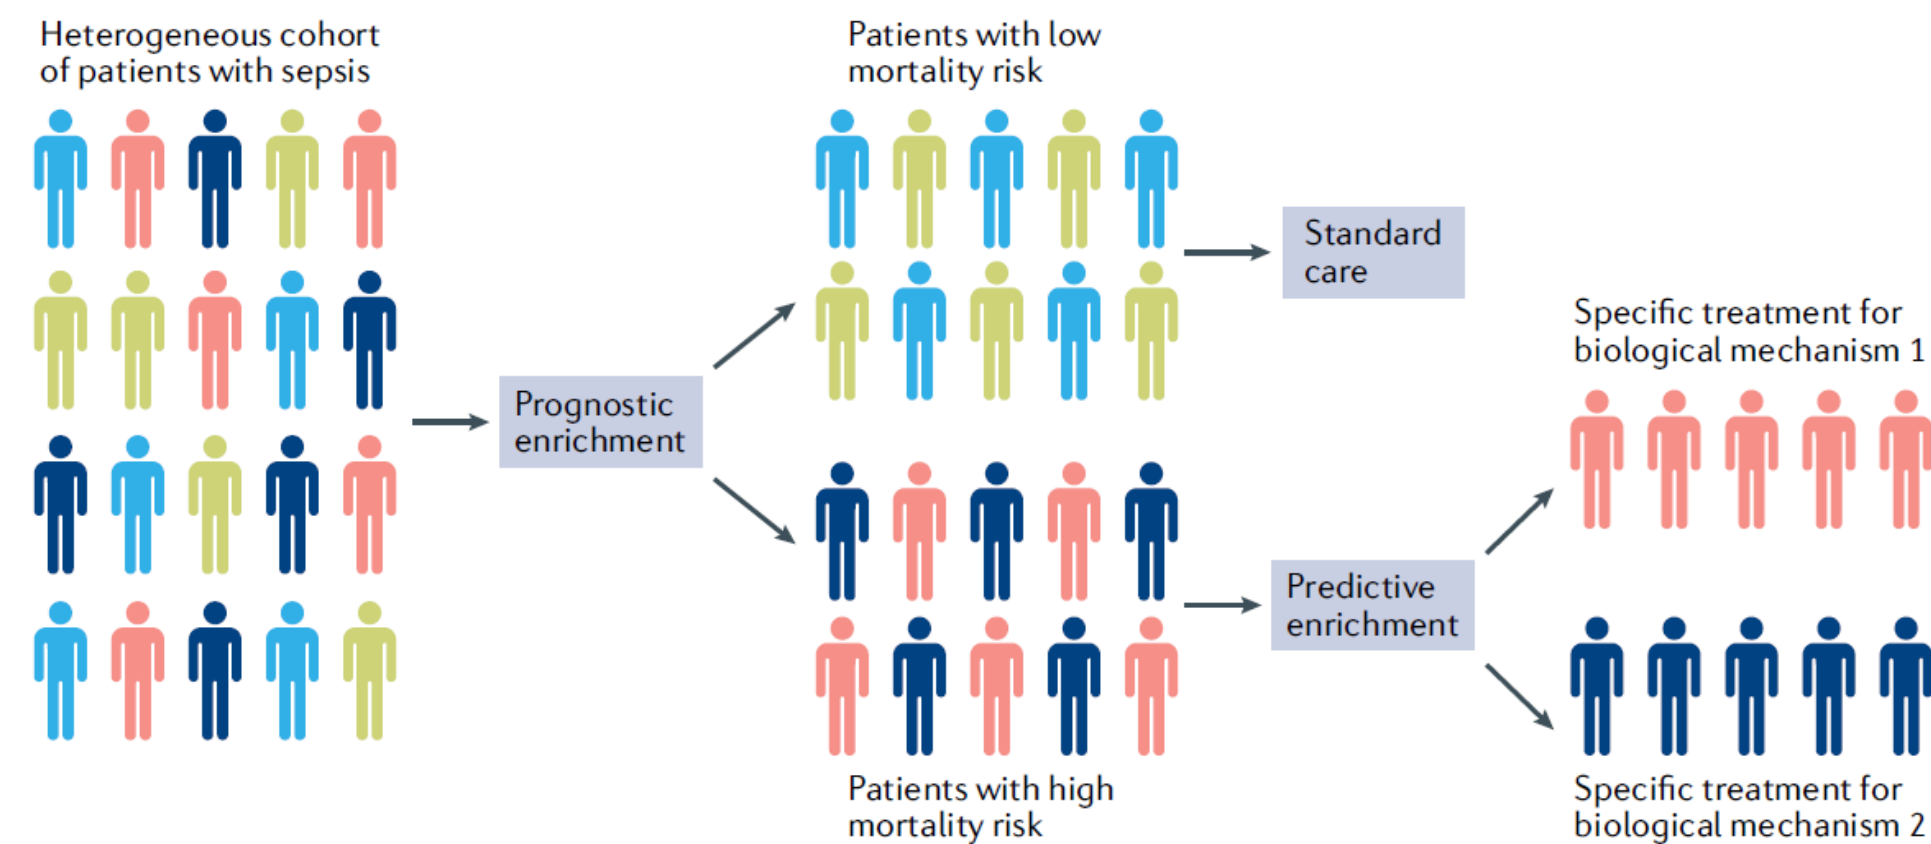 Heterogeneous cohort
of patients with sepsis
Prognostic
enrichment
Patients with low
mortality risk
Standard
care
Patients with high
mortality risk
Predictive
enrichment
Specific treatment for
biological mechanism 1
Specific treatment for
biological mechanism 2